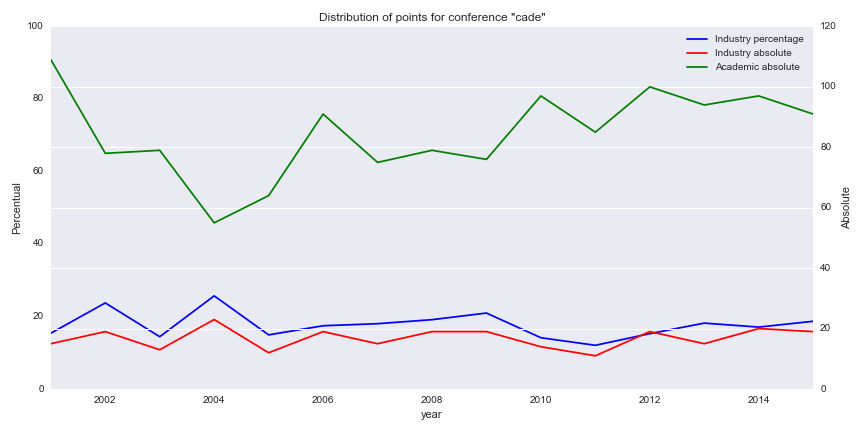 Distribution of points for conference "cade"
Industry percentage
Industry absolute
Academic absolute
Percentual
100
80
60
40
20
0
Absolute
120
100
80
60
40
20
0
2002 2004 2006 2008 2010 2012 2014
year